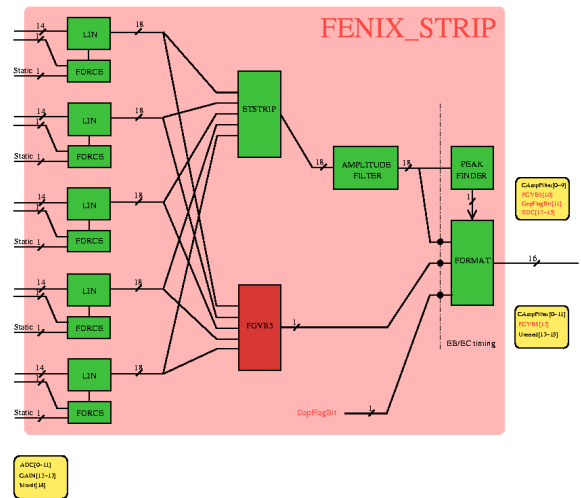 FENIX_STRIP
14
1
Static 1
LIN
FORCE
18
14
1
Static 1
LIN
FORCE
18
14
1
Static 1
LIN
FORCE
18
14
1
Static 1
LIN
FORCE
18
14
1
Static 1
LIN
FORCE
18
ETSTRIP
FGVB5
1
18
AMPLITUDE
FILTER
18
PEAK
FINDER
1
FORMAT
16
EB/EC timing
GapFlagBit
1
CAmpFilter[0-9]
FGVB5[10]
GapFlagBit[11]
SDC[12-15]
CAmpFilter[0-11]
FGVB5[12]
Unused[13-15]
ADC[0-11]
GAIN[12-13]
Monit[14]